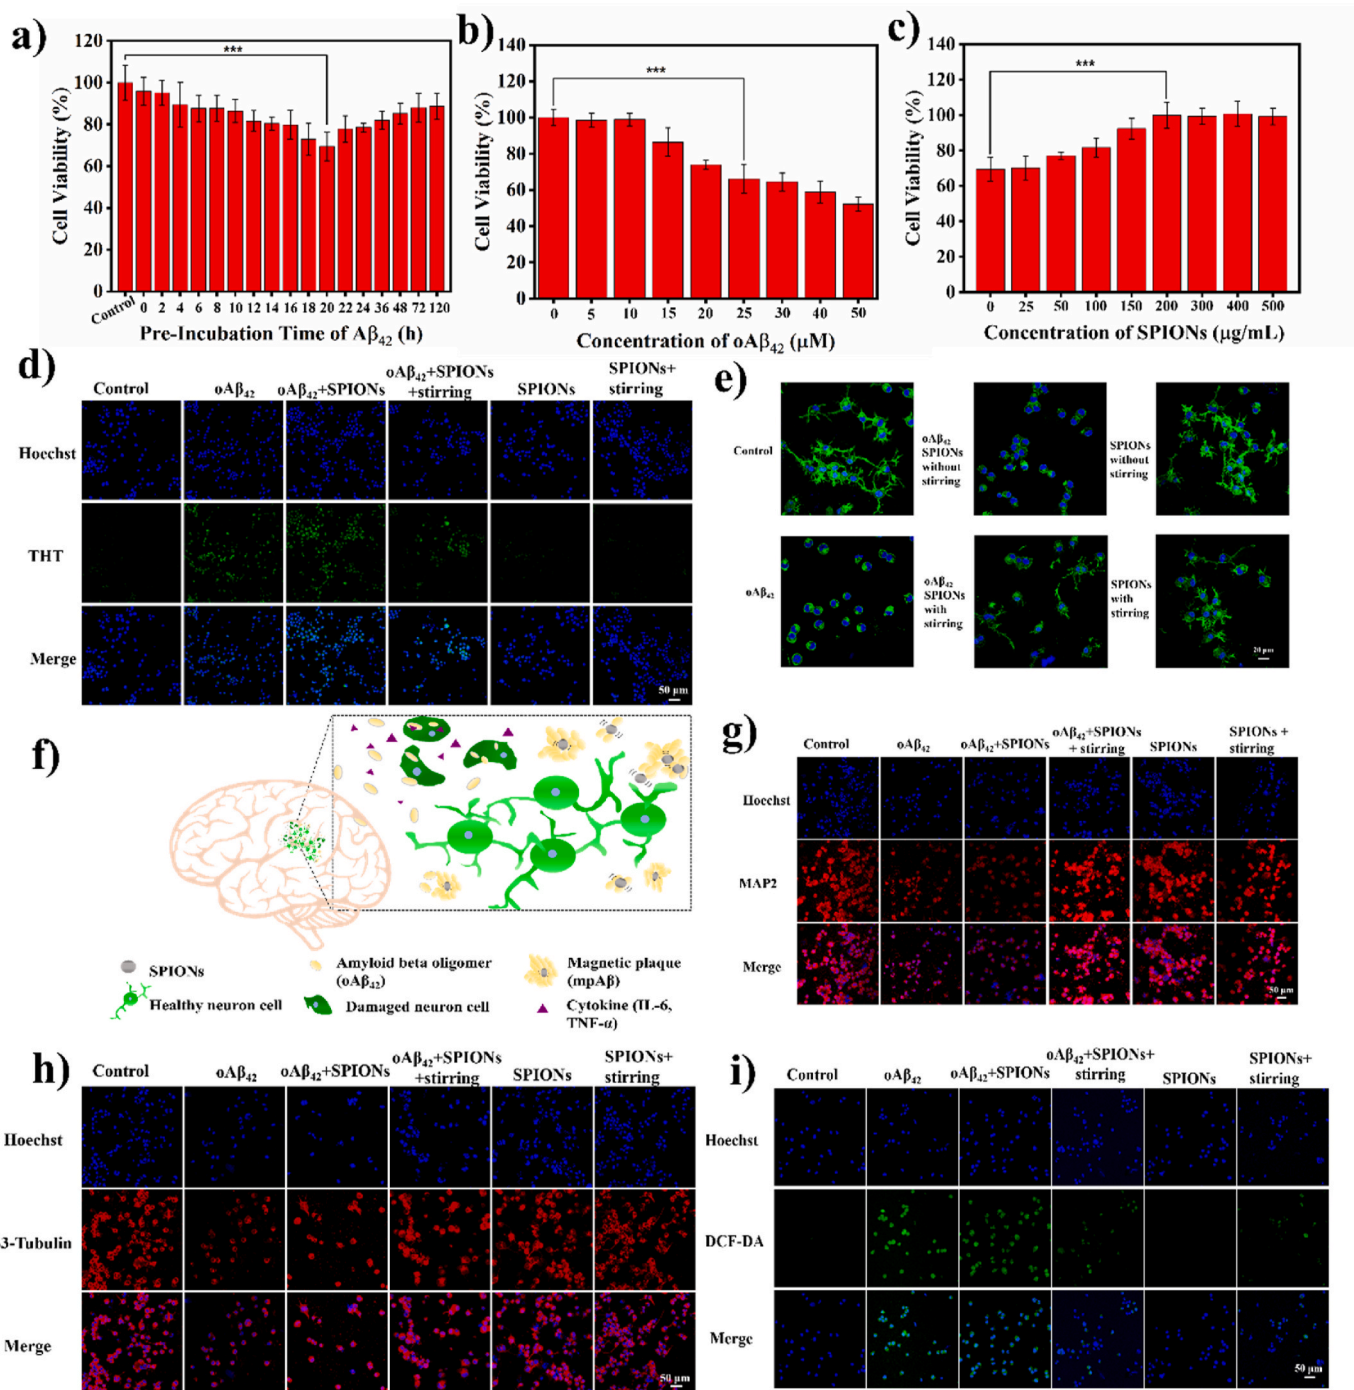 a)
Cell Viability (%)
120
100
80
60
40
20
0
***
Control 0 2 4 6 8 10 12 14 16 18 20 22 24 36 48 72 120
Pre-Incubation Time of Aβ42 (h)
b)
Cell Viability (%)
140
120
100
80
60
40
20
0
***
0 5 10 15 20 25 30 40 50
Concentration of oAβ42 (μM)
c)
Cell Viability (%)
140
120
100
80
60
40
20
0
***
0 25 50 100 150 200 300 400 500
Concentration of SPIONs (μg/mL)
d)
Control
oAβ42
oAβ42+SPIONs
oAβ42+SPIONs
+stirring
SPIONs
SPIONs+
stirring
Hoechst
THT
Merge
50 μm
e)
Control
oAβ42
SPIONs
without
stirring
SPIONs
without
stirring
oAβ42
oAβ42
SPIONs
with
stirring
SPIONs
with
stirring
20 μm
f)
SPIONs
Healthy neuron cell
Amyloid beta oligomer
(oAβ42)
Damaged neuron cell
Magnetic plaque
(mpAβ)
Cytokine (IL-6,
TNF-α)
g)
Control
oAβ42
oAβ42+SPIONs
oAβ42+SPIONs
+ stirring
SPIONs
SPIONs +
stirring
Hoechst
MAP2
Merge
50 μm
h)
Control
oAβ42
oAβ42+SPIONs
oAβ42+SPIONs
+stirring
SPIONs
SPIONs+
stirring
Hoechst
3-Tubulin
Merge
50 μm
i)
Control
oAβ42
oAβ42+SPIONs
oAβ42+SPIONs+
stirring
SPIONs
SPIONs+
stirring
Hoechst
DCF-DA
Merge
50 μm